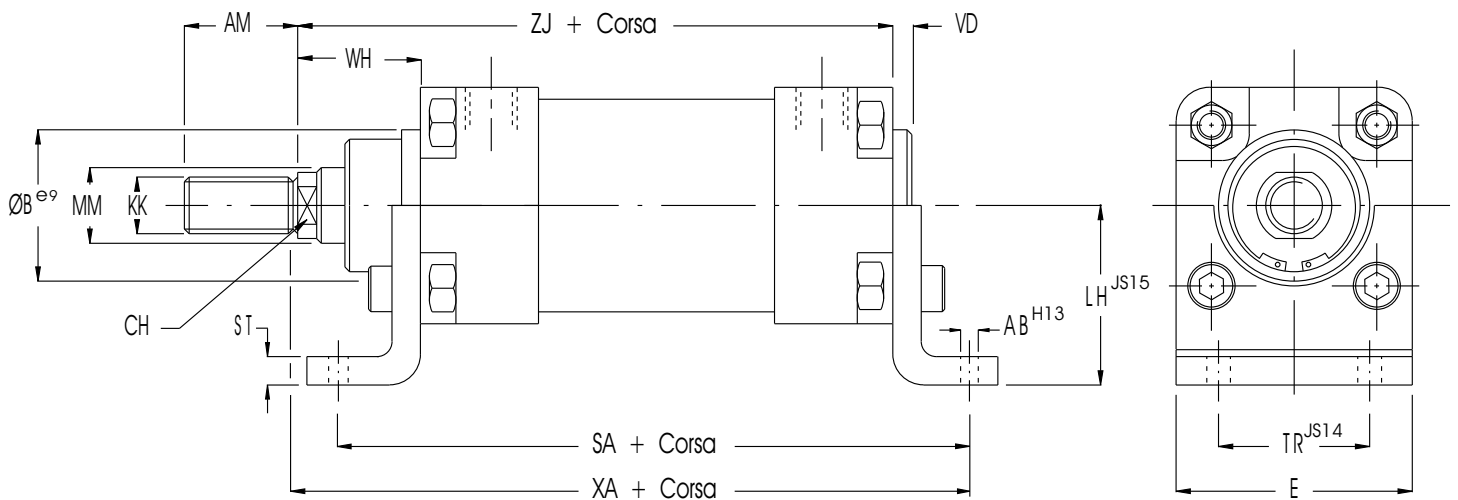 AM
ZJ + Corsa
VD
WH
ØB e9
MM
KK
CH
ST
AB H13
LH JS15
SA + Corsa
XA + Corsa
TR JS14
E